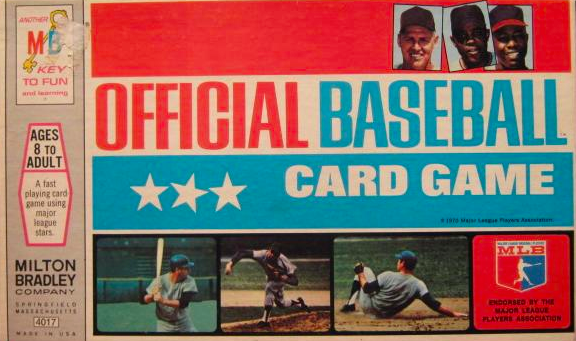 ANOTHER
MB
KEY
TO FUN
and learning
AGES
8 TO
ADULT
A fast
playing card
game using
major
league
stars.
MILTON
BRADLEY
COMPANY
SPRINGFIELD
MASSACHUSETTS
4017
MADE IN USA
OFFICIAL BASEBALL
CARD GAME
© 1970 Major League Players Association
MLB
ENDORSED BY THE
MAJOR LEAGUE
PLAYERS ASSOCIATION